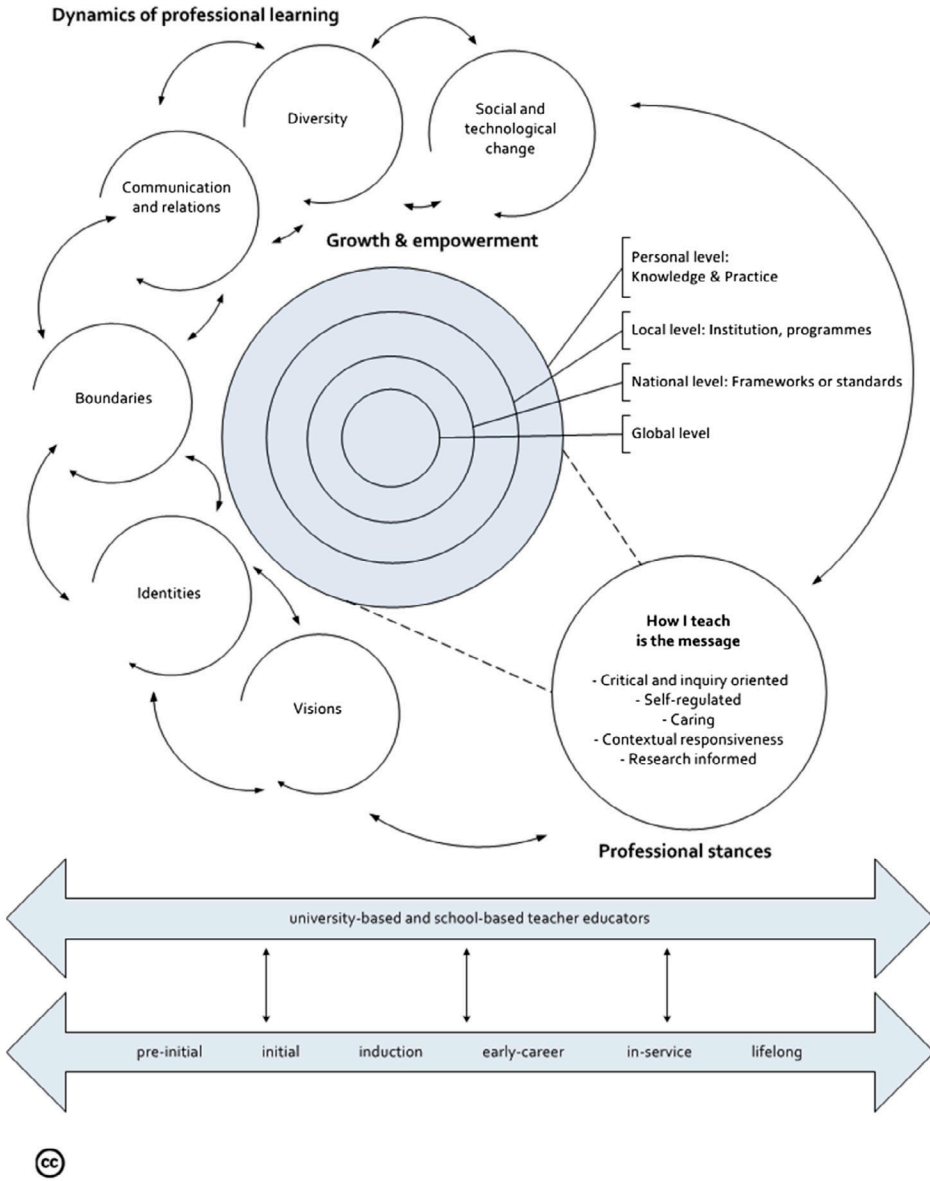 Dynamics of professional learning
Diversity
Social and
technological
change
Communication
and relations
Growth & empowerment
Personal level:
Knowledge & Practice
Local level: Institution, programmes
National level: Frameworks or standards
Global level
Boundaries
Identities
Visions
How I teach
is the message
- Critical and inquiry oriented
- Self-regulated
- Caring
- Contextual responsiveness
- Research informed
Professional stances
university-based and school-based teacher educators
pre-initial initial induction early-career in-service lifelong
cc